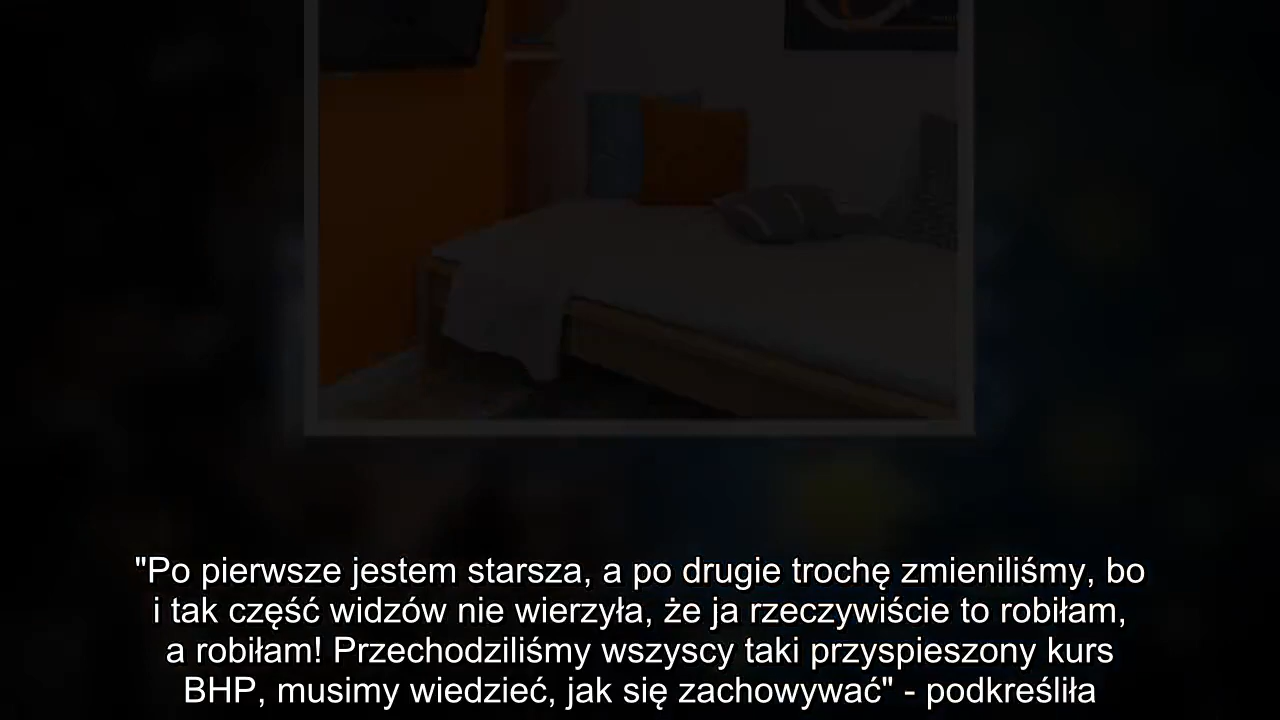 "Po pierwsze jestem starsza, a po drugie trochę zmieniliśmy, bo
i tak część widzów nie wierzyła, że ja rzeczywiście to robiłam,
a robiłam! Przechodziliśmy wszyscy taki przyspieszony kurs
BHP, musimy wiedzieć, jak się zachowywać" - podkreśliła